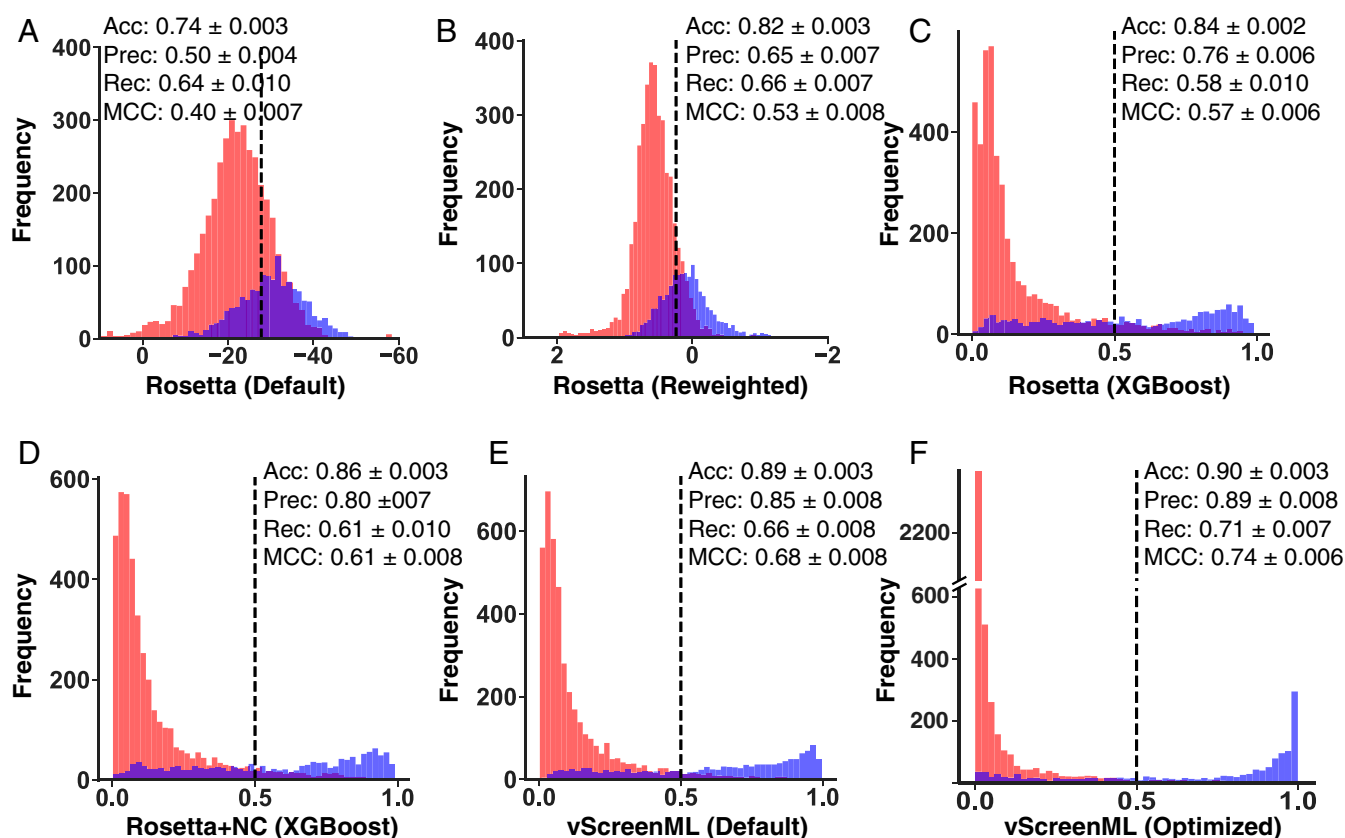 A
Acc: 0.74 ± 0.003
Prec: 0.50 ± 0.004
Rec: 0.64 ± 0.010
MCC: 0.40 ± 0.007
400
300
200
100
0
Frequency
0
−20
−40
−60
Rosetta (Default)
B
Acc: 0.82 ± 0.003
Prec: 0.65 ± 0.007
Rec: 0.66 ± 0.007
MCC: 0.53 ± 0.008
400
300
200
100
0
Frequency
2
0
−2
Rosetta (Reweighted)
C
Acc: 0.84 ± 0.002
Prec: 0.76 ± 0.006
Rec: 0.58 ± 0.010
MCC: 0.57 ± 0.006
400
200
0
Frequency
0.0
0.5
1.0
Rosetta (XGBoost)
D
Acc: 0.86 ± 0.003
Prec: 0.80 ±007
Rec: 0.61 ± 0.010
MCC: 0.61 ± 0.008
600
400
200
0
Frequency
0.0
0.5
1.0
Rosetta+NC (XGBoost)
E
Acc: 0.89 ± 0.003
Prec: 0.85 ± 0.008
Rec: 0.66 ± 0.008
MCC: 0.68 ± 0.008
600
400
200
0
Frequency
0.0
0.5
1.0
vScreenML (Default)
F
Acc: 0.90 ± 0.003
Prec: 0.89 ± 0.008
Rec: 0.71 ± 0.007
MCC: 0.74 ± 0.006
2200
600
400
200
Frequency
0.0
0.5
1.0
vScreenML (Optimized)